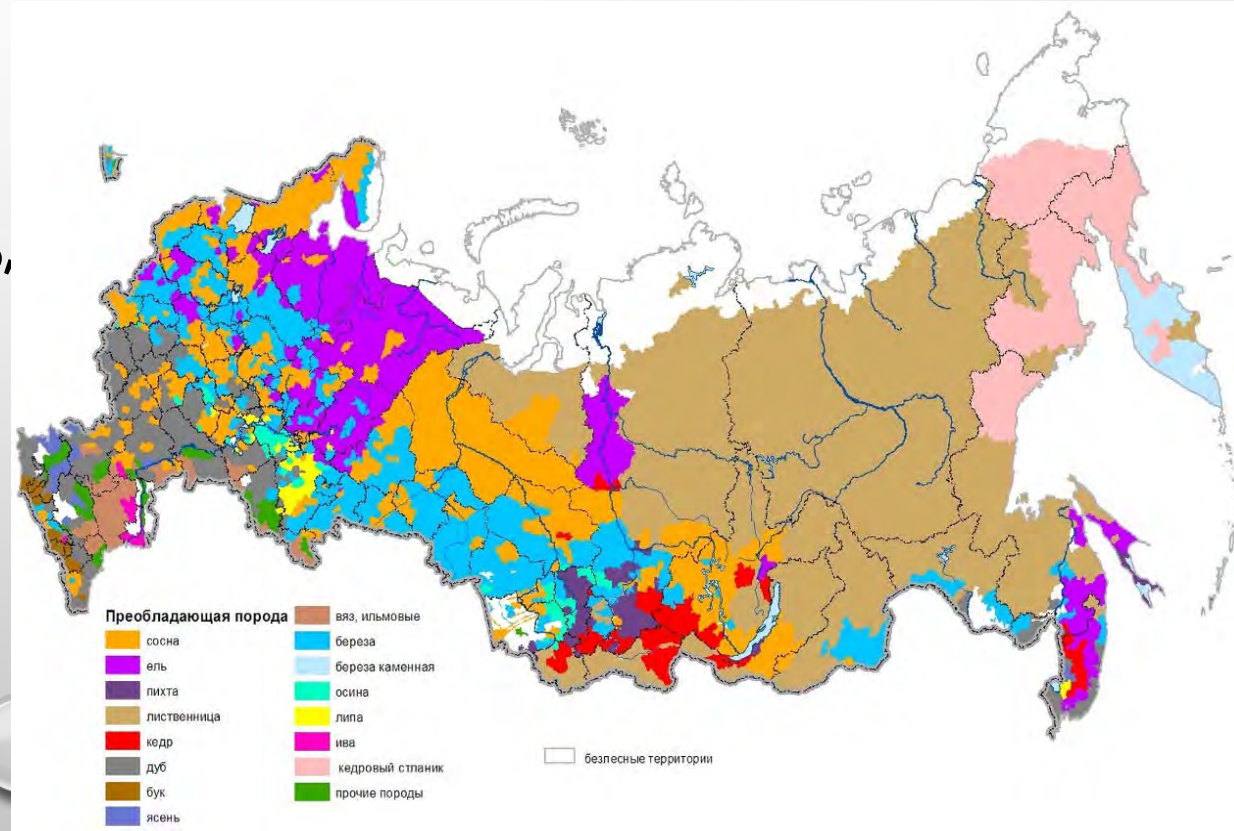 Преобладающая порода
сосна
ель
пихта
лиственница
кедр
дуб
бук
ясень
вяз, ильмовые
береза
береза каменная
осина
липа
ива
кедровый стланик
прочие породы
безлесные территории